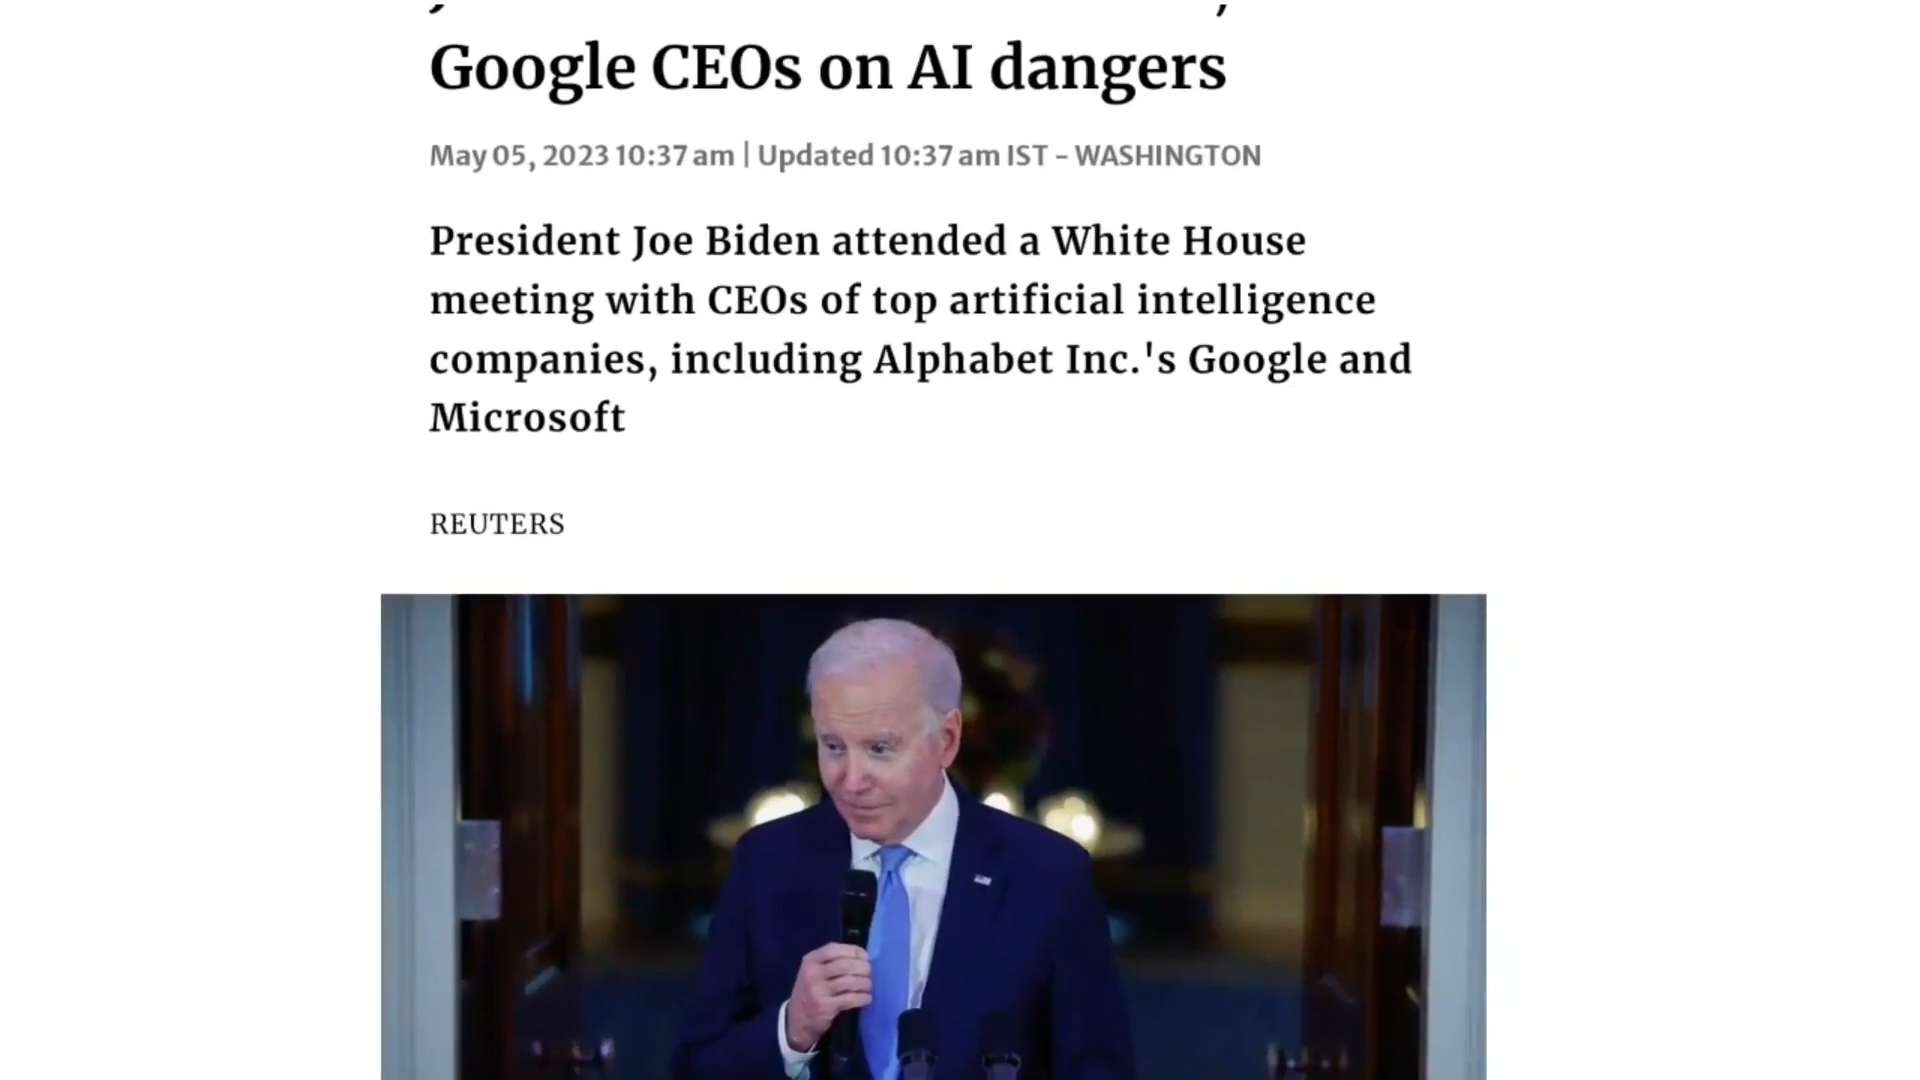 Google CEOs on AI dangers
May 05, 2023 10:37 am | Updated 10:37 am IST - WASHINGTON
President Joe Biden attended a White House
meeting with CEOs of top artificial intelligence
companies, including Alphabet Inc.'s Google and
Microsoft
REUTERS